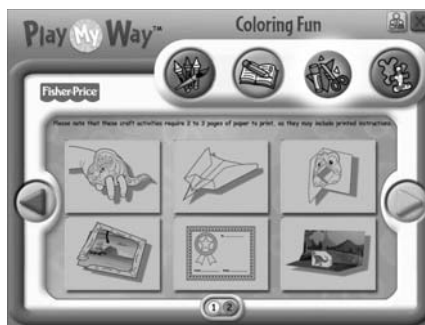 Play My Way™
Coloring Fun
Fisher-Price
Please note that these craft activities require 2 to 3 pages of paper to print, as they may include printed instructions.
1 2